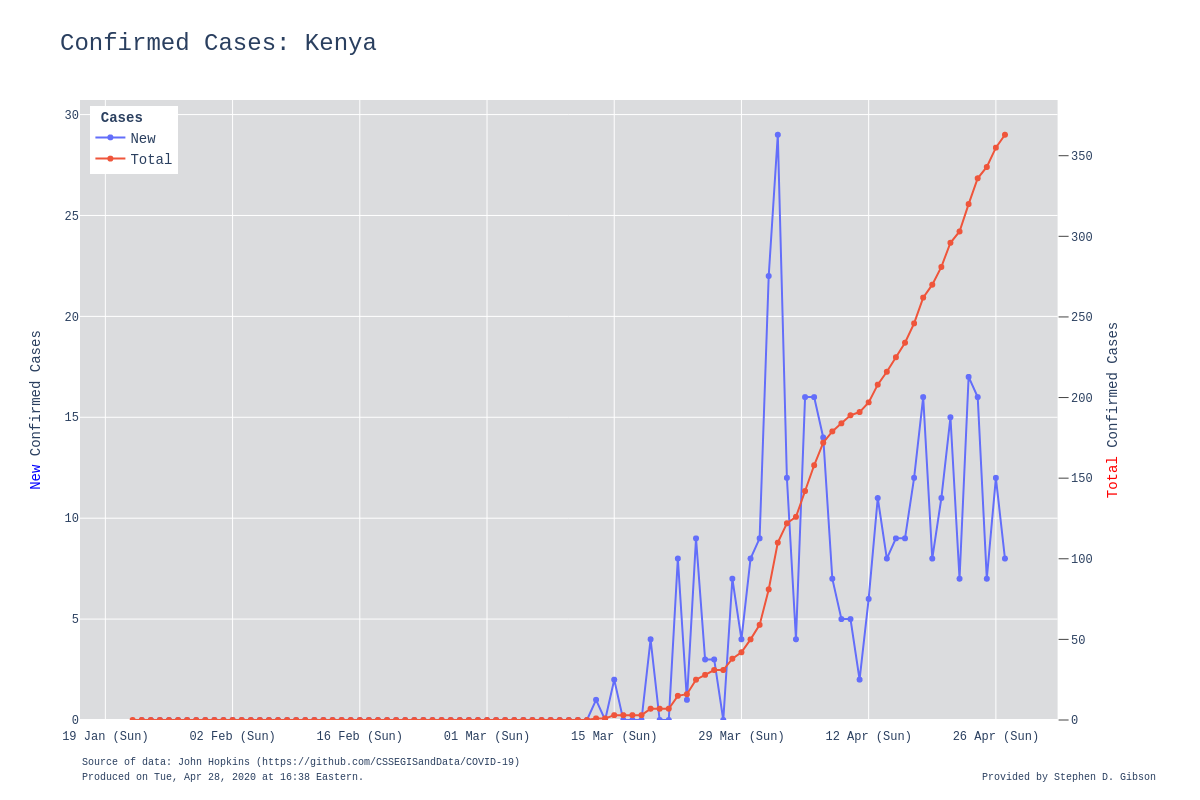 Confirmed Cases: Kenya
Cases
New
Total
30
25
20
15
10
5
0
350
300
250
200
150
100
50
0
New Confirmed Cases
Total Confirmed Cases
19 Jan (Sun) 02 Feb (Sun) 16 Feb (Sun) 01 Mar (Sun) 15 Mar (Sun) 29 Mar (Sun) 12 Apr (Sun) 26 Apr (Sun)
Source of data: John Hopkins (https://github.com/CSSEGISandData/COVID-19)
Produced on Tue, Apr 28, 2020 at 16:38 Eastern.
Provided by Stephen D. Gibson